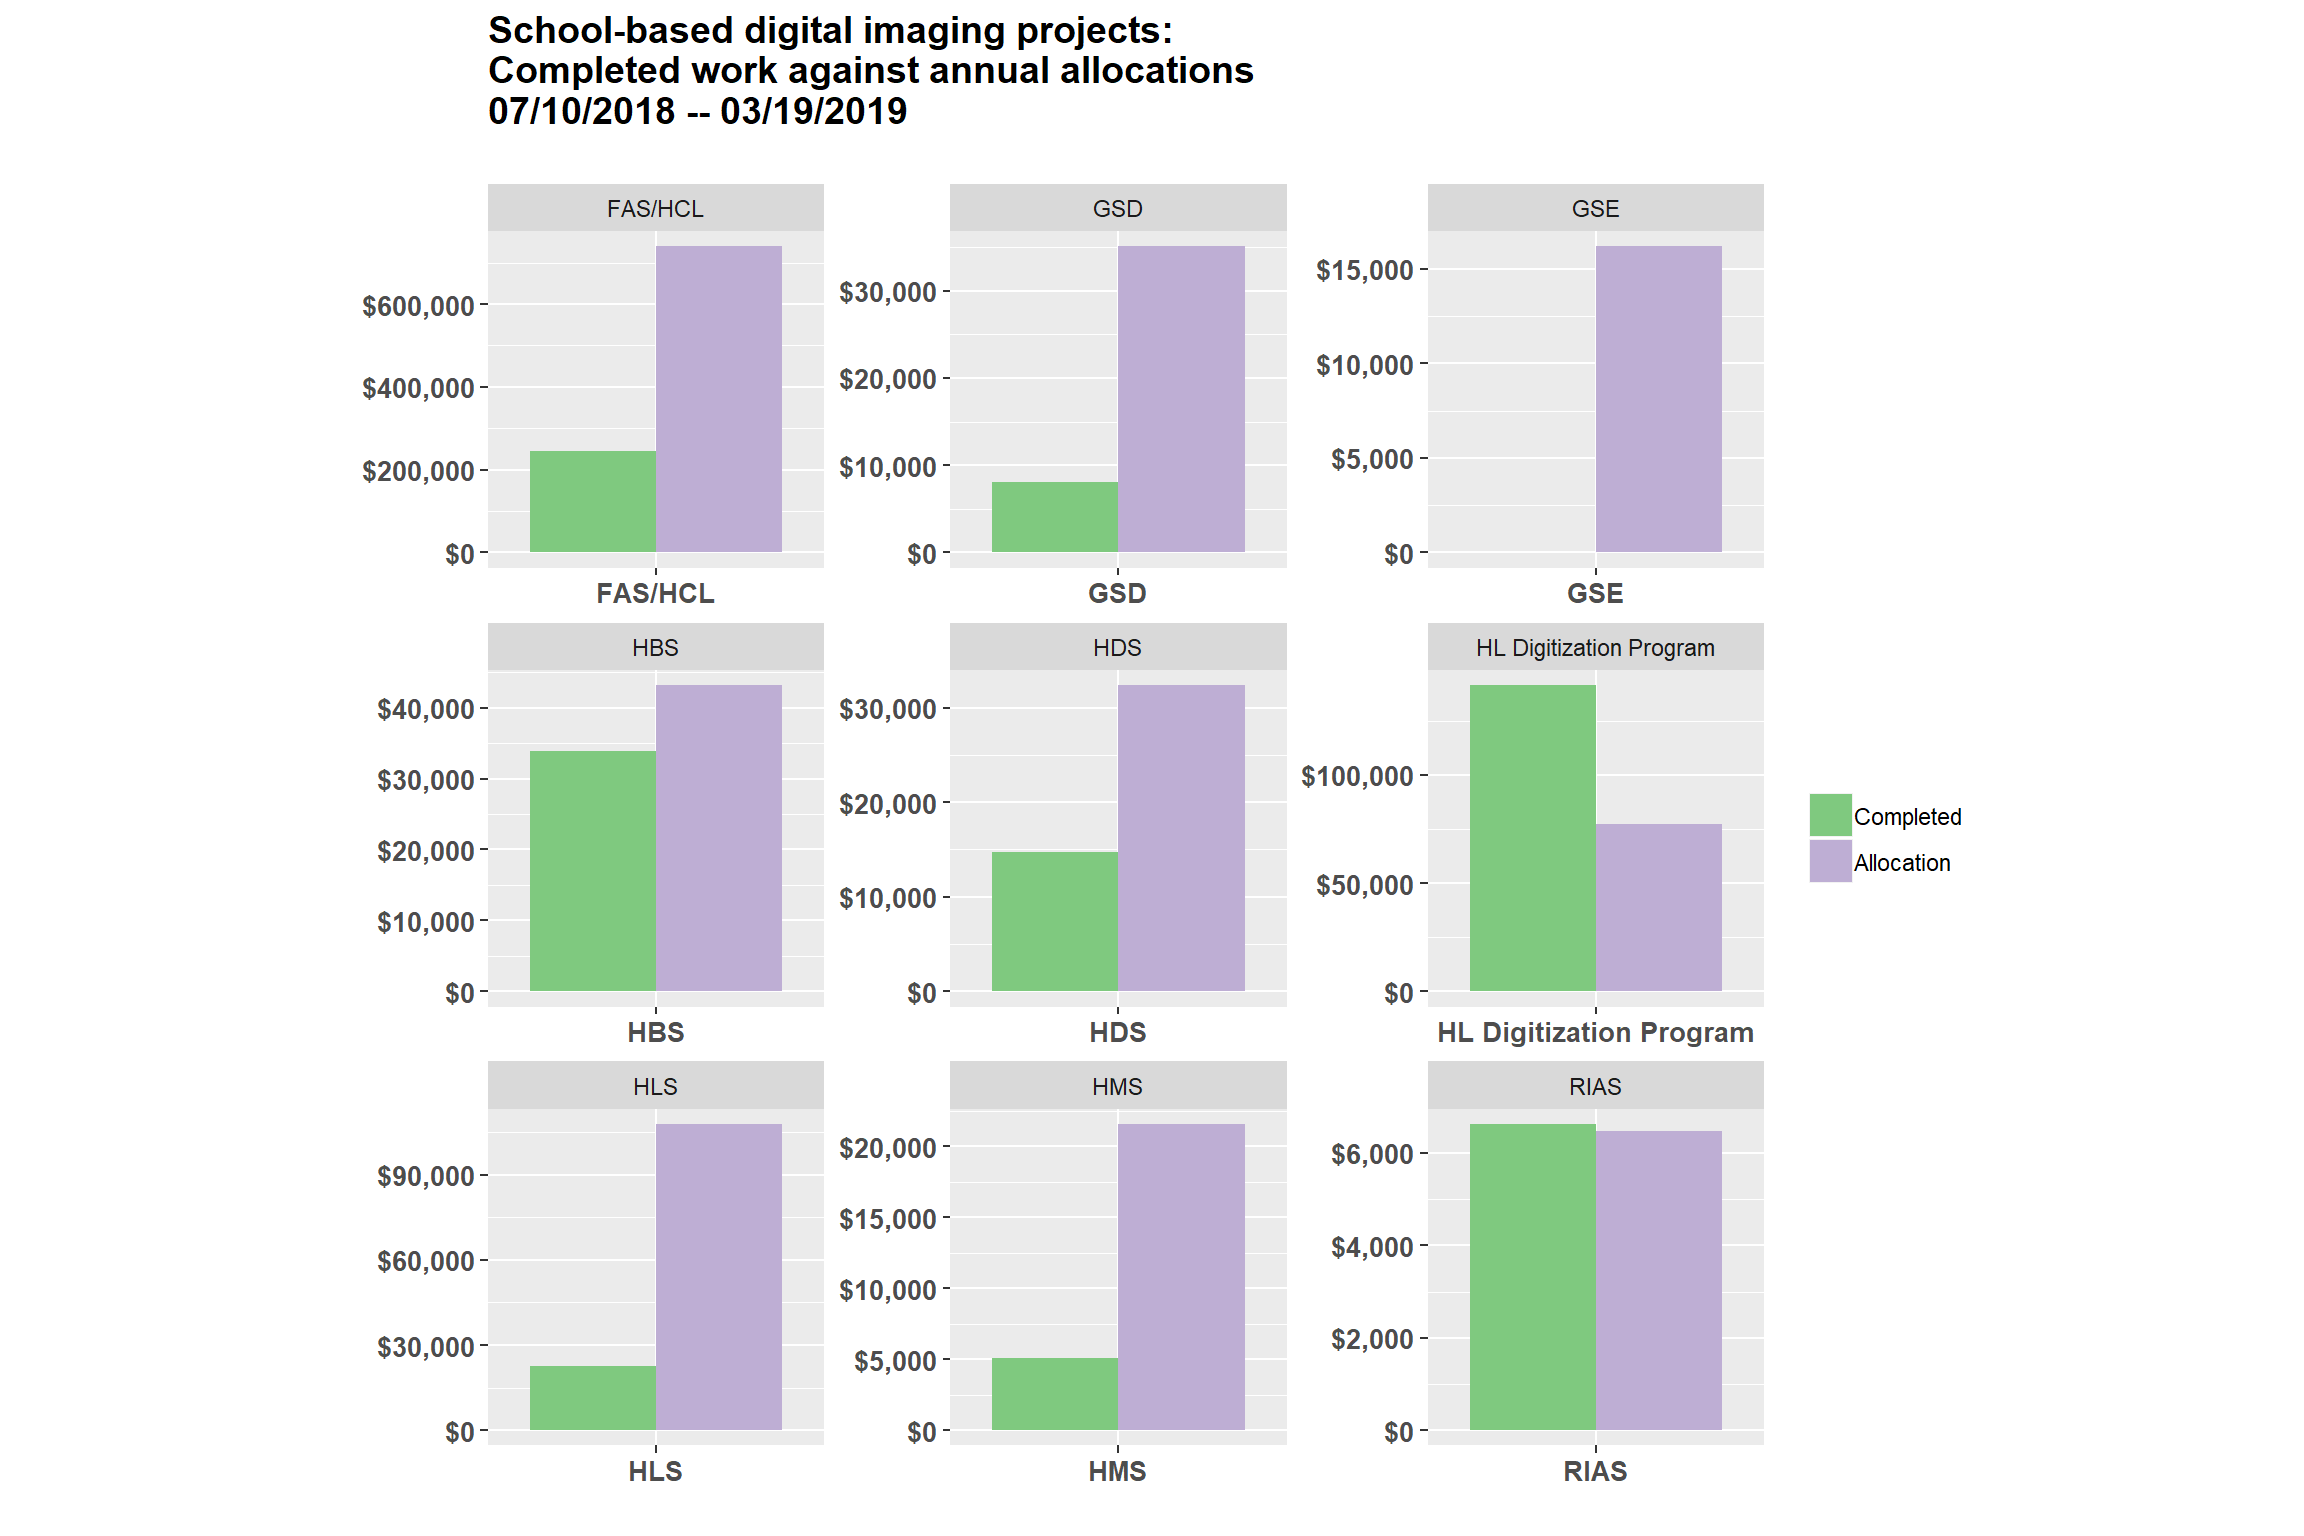 School-based digital imaging projects:
Completed work against annual allocations
07/10/2018 -- 03/19/2019
FAS/HCL
$600,000
$400,000
$200,000
$0
FAS/HCL
GSD
$30,000
$20,000
$10,000
$0
GSD
GSE
$15,000
$10,000
$5,000
$0
GSE
HBS
$40,000
$30,000
$20,000
$10,000
$0
HBS
HDS
$30,000
$20,000
$10,000
$0
HDS
HL Digitization Program
$100,000
$50,000
$0
HL Digitization Program
HLS
$90,000
$60,000
$30,000
$0
HLS
HMS
$20,000
$15,000
$10,000
$5,000
$0
HMS
RIAS
$6,000
$4,000
$2,000
$0
RIAS
Completed
Allocation